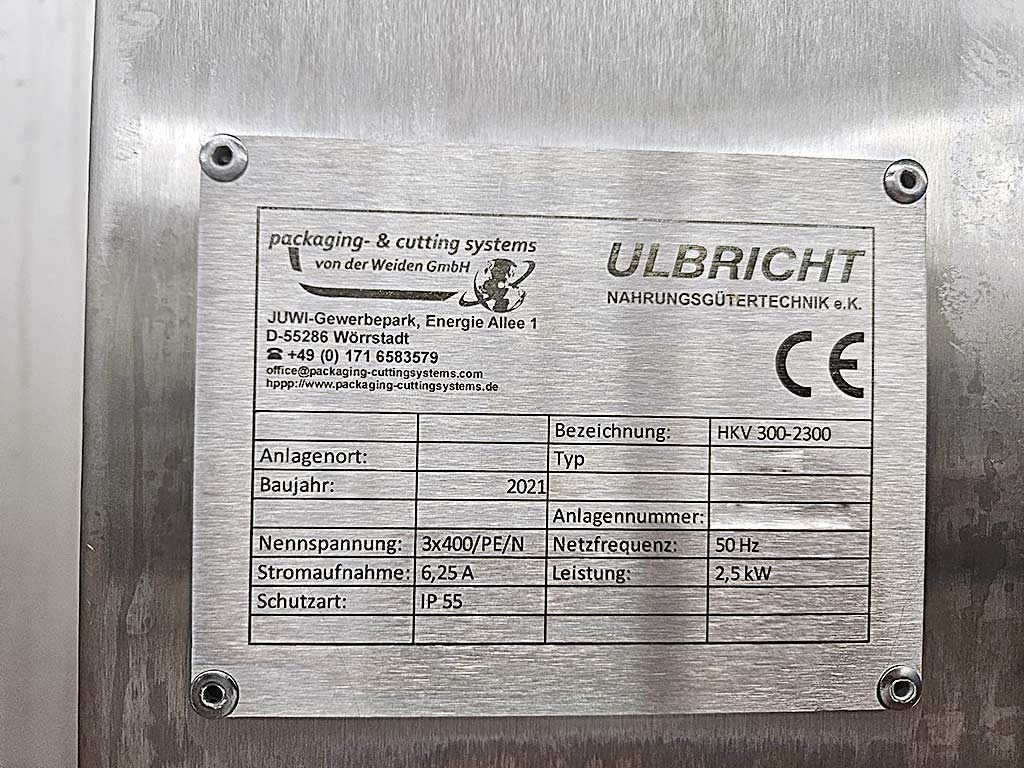 packaging- & cutting systems
von der Weiden GmbH
JUWI-Gewerbepark, Energie Allee 1
D-55286 Wörrstadt
☎ +49 (0) 171 6583579
office@packaging-cuttingsystems.com
hppp://www.packaging-cuttingsystems.de
ULBRICHT
NAHRUNGSGÜTERTECHNIK e.K.
CE
Bezeichnung: HKV 300-2300
Anlagenort: Typ
Baujahr: 2021
Anlagennummer:
Nennspannung: 3x400/PE/N Netzfrequenz: 50 Hz
Stromaufnahme: 6,25 A Leistung: 2,5 kW
Schutzart: IP 55